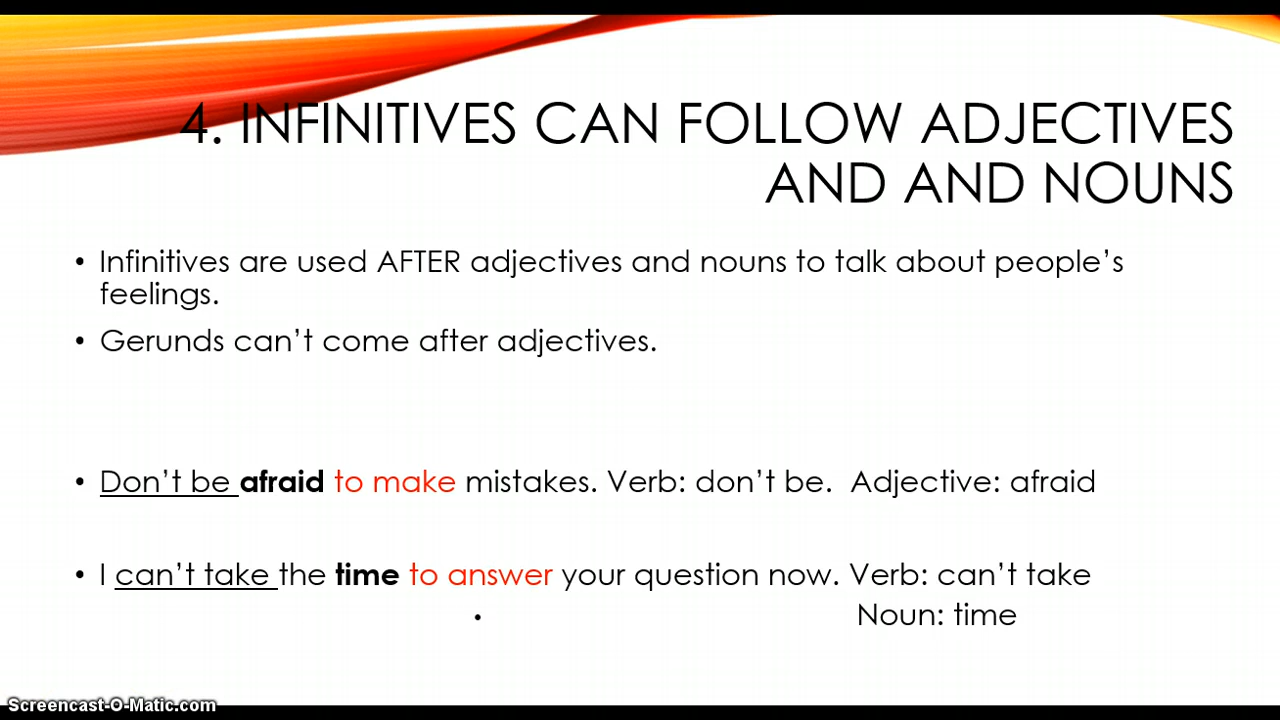 4. INFINITIVES CAN FOLLOW ADJECTIVES
AND AND NOUNS
• Infinitives are used AFTER adjectives and nouns to talk about people’s
feelings.
• Gerunds can’t come after adjectives.
• Don’t be afraid to make mistakes. Verb: don’t be. Adjective: afraid
• I can’t take the time to answer your question now. Verb: can’t take
• Noun: time
Screencast-O-Matic.com